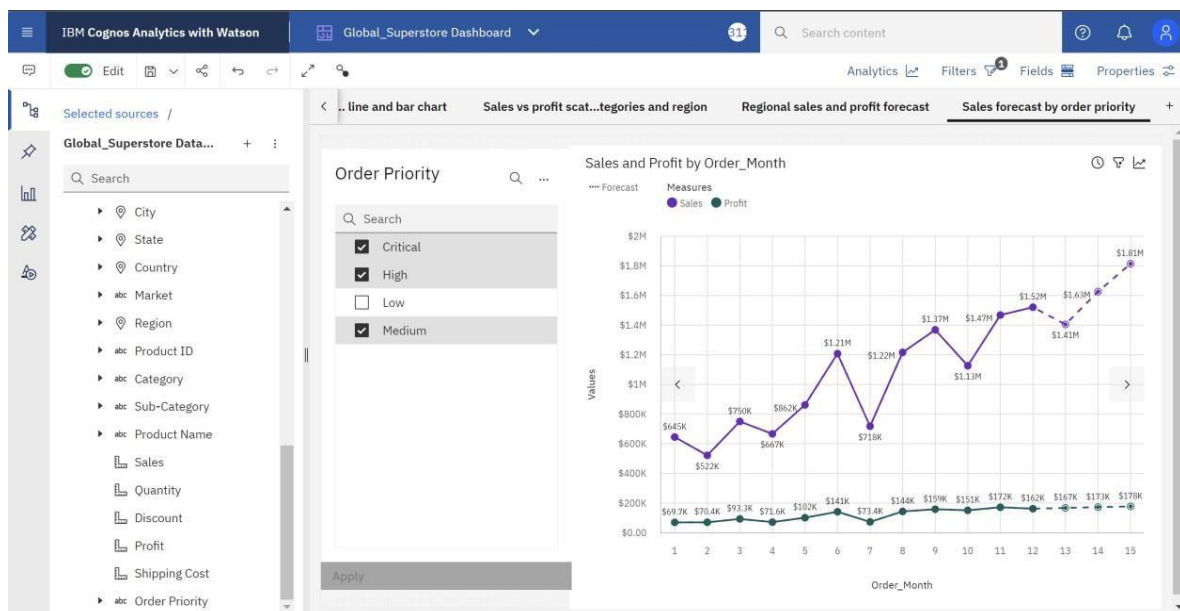 IBM Cognos Analytics with Watson
Global_Superstore Dashboard
Search content
Edit
Analytics
Filters
1
Fields
Properties
... line and bar chart
Sales vs profit scat...tegories and region
Regional sales and profit forecast
Sales forecast by order priority
Selected sources /
Global_Superstore Data...
Search
City
State
Country
abc Market
Region
abc Product ID
abc Category
abc Sub-Category
abc Product Name
Sales
Quantity
Discount
Profit
Shipping Cost
abc Order Priority
Order Priority
Search
Critical
High
Low
Medium
Apply
Sales and Profit by Order_Month
Forecast
Measures
Sales
Profit
Values
$2M
$1.8M
$1.6M
$1.4M
$1.2M
$1M
$800K
$600K
$400K
$200K
$0.00
$645K
$522K
$750K
$667K
$862K
$1.21M
$718K
$1.22M
$1.37M
$1.13M
$1.47M
$1.52M
$1.41M
$1.63M
$1.81M
$69.7K
$70.4K
$93.3K
$71.6K
$102K
$141K
$73.4K
$144K
$159K
$151K
$172K
$162K
$167K
$173K
$178K
1 2 3 4 5 6 7 8 9 10 11 12 13 14 15
Order_Month